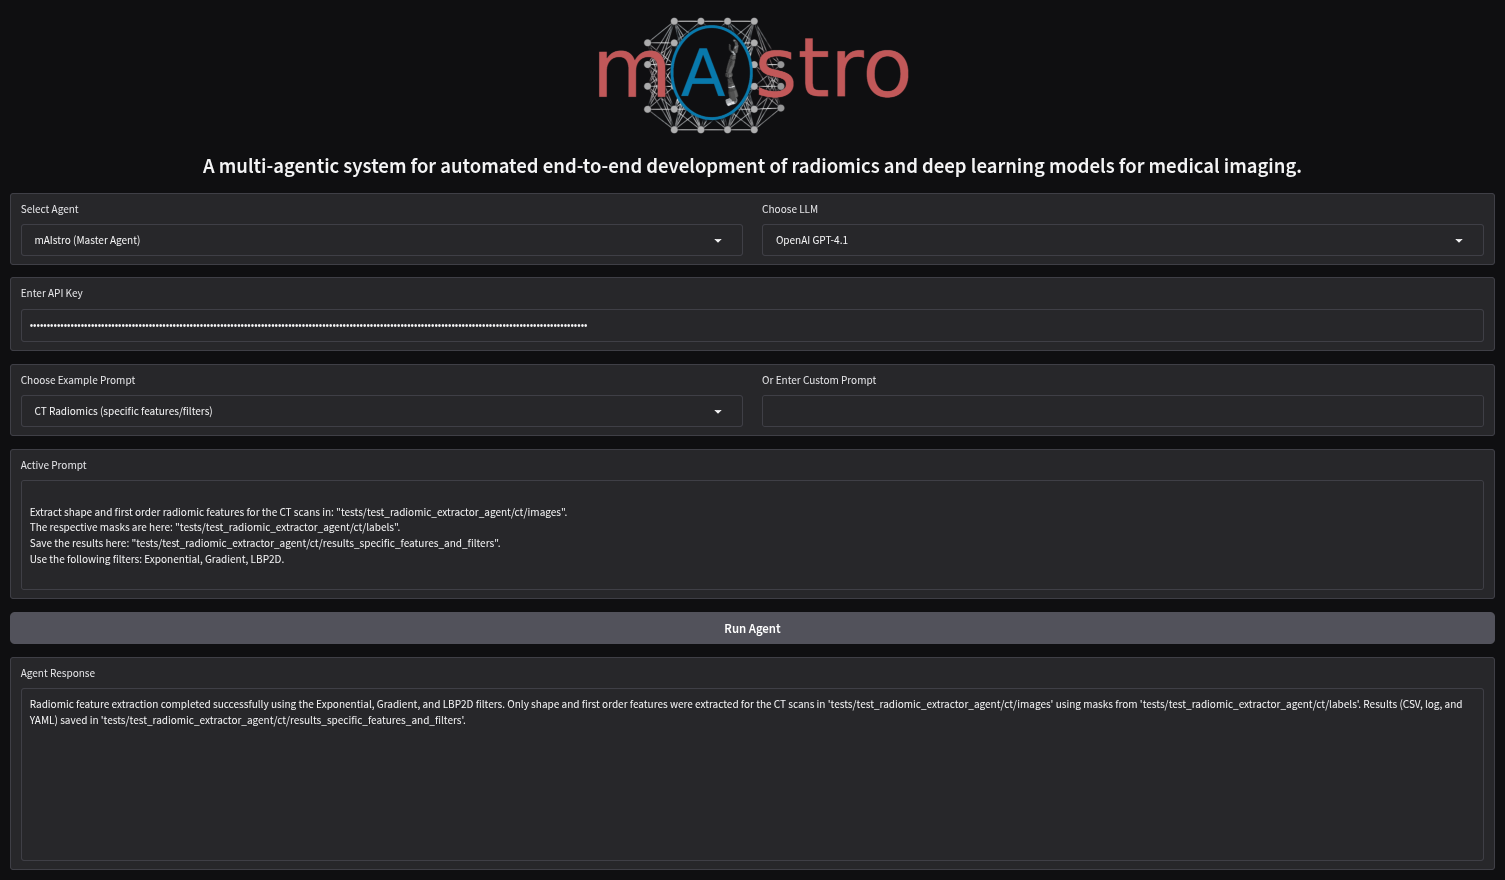 mAIstro
A multi-agentic system for automated end-to-end development of radiomics and deep learning models for medical imaging.
Select Agent
mAIstro (Master Agent)
Choose LLM
OpenAI GPT-4.1
Enter API Key
Choose Example Prompt
CT Radiomics (specific features/filters)
Or Enter Custom Prompt
Active Prompt
Extract shape and first order radiomic features for the CT scans in: "tests/test_radiomic_extractor_agent/ct/images".
The respective masks are here: "tests/test_radiomic_extractor_agent/ct/labels".
Save the results here: "tests/test_radiomic_extractor_agent/ct/results_specific_features_and_filters".
Use the following filters: Exponential, Gradient, LBP2D.
Run Agent
Agent Response
Radiomic feature extraction completed successfully using the Exponential, Gradient, and LBP2D filters. Only shape and first order features were extracted for the CT scans in 'tests/test_radiomic_extractor_agent/ct/images' using masks from 'tests/test_radiomic_extractor_agent/ct/labels'. Results (CSV, log, and
YAML) saved in 'tests/test_radiomic_extractor_agent/ct/results_specific_features_and_filters'.